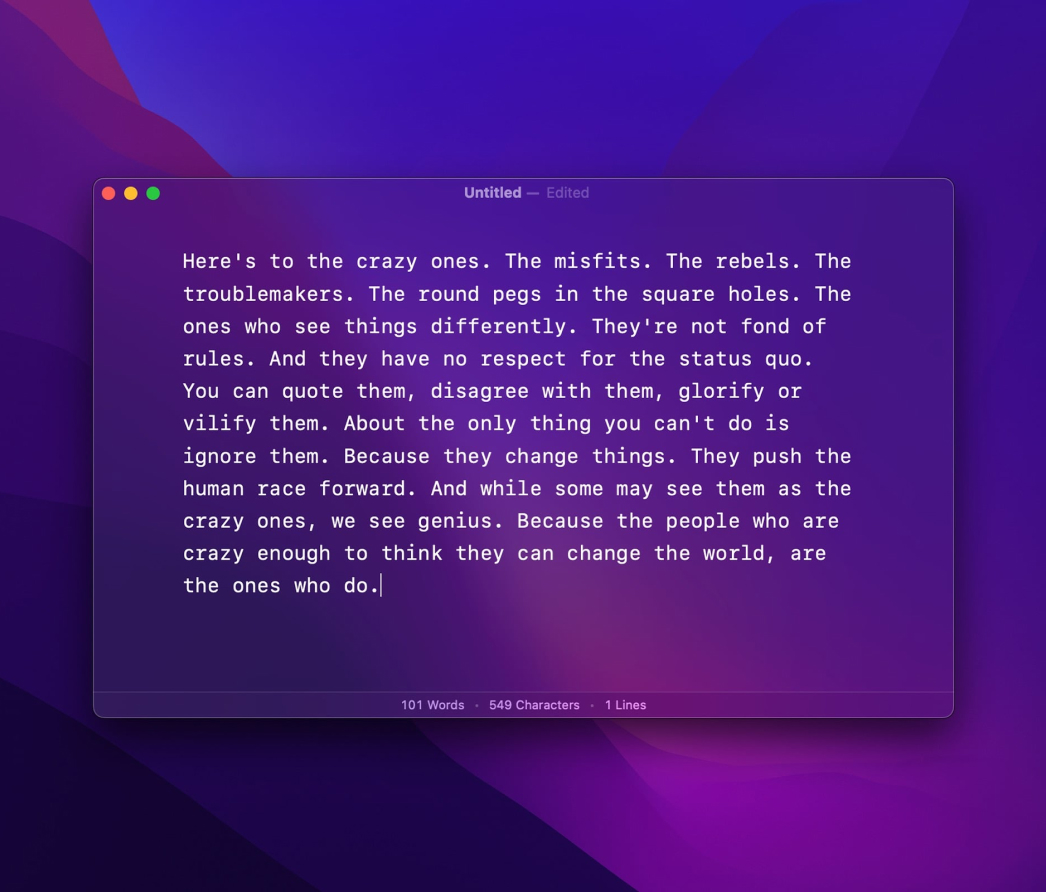 Untitled — Edited
Here's to the crazy ones. The misfits. The rebels. The
troublemakers. The round pegs in the square holes. The
ones who see things differently. They're not fond of
rules. And they have no respect for the status quo.
You can quote them, disagree with them, glorify or
vilify them. About the only thing you can't do is
ignore them. Because they change things. They push the
human race forward. And while some may see them as the
crazy ones, we see genius. Because the people who are
crazy enough to think they can change the world, are
the ones who do.
101 Words · 549 Characters · 1 Lines